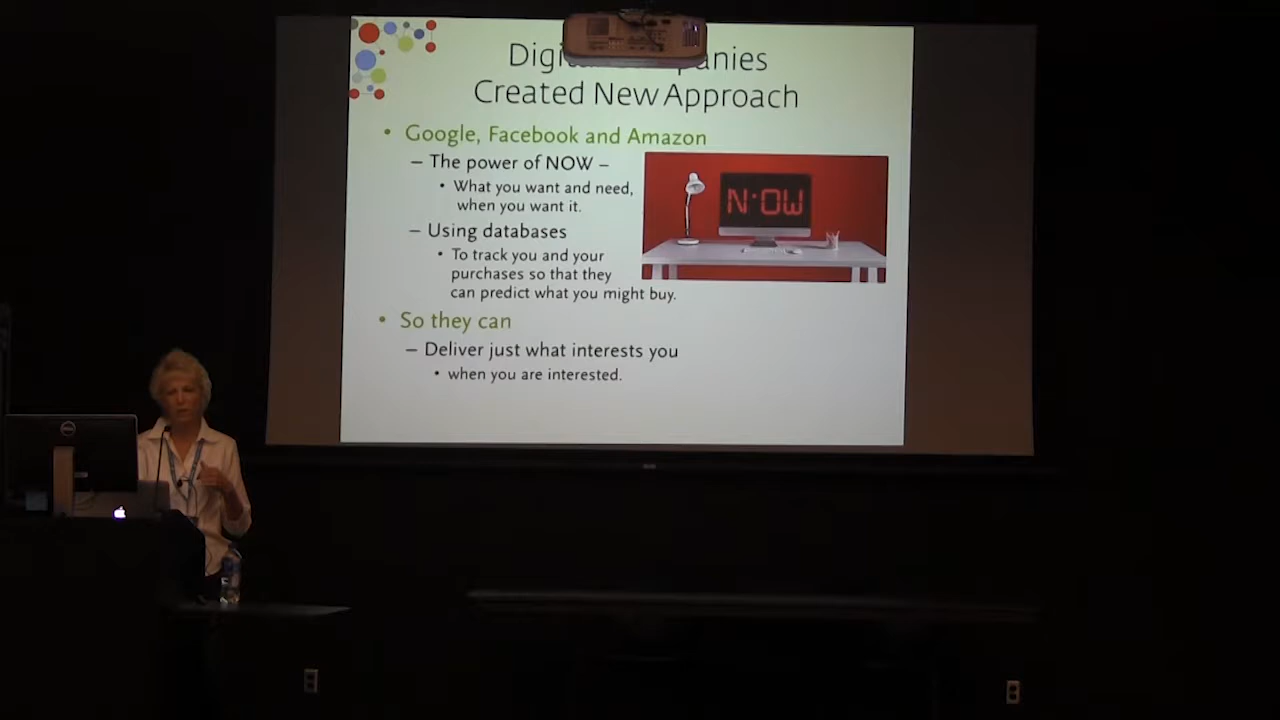 Digi panies
Created New Approach
• Google, Facebook and Amazon
– The power of NOW –
• What you want and need,
when you want it.
N:OW
– Using databases
• To track you and your
purchases so that they
can predict what you might buy.
• So they can
– Deliver just what interests you
• when you are interested.
DELL